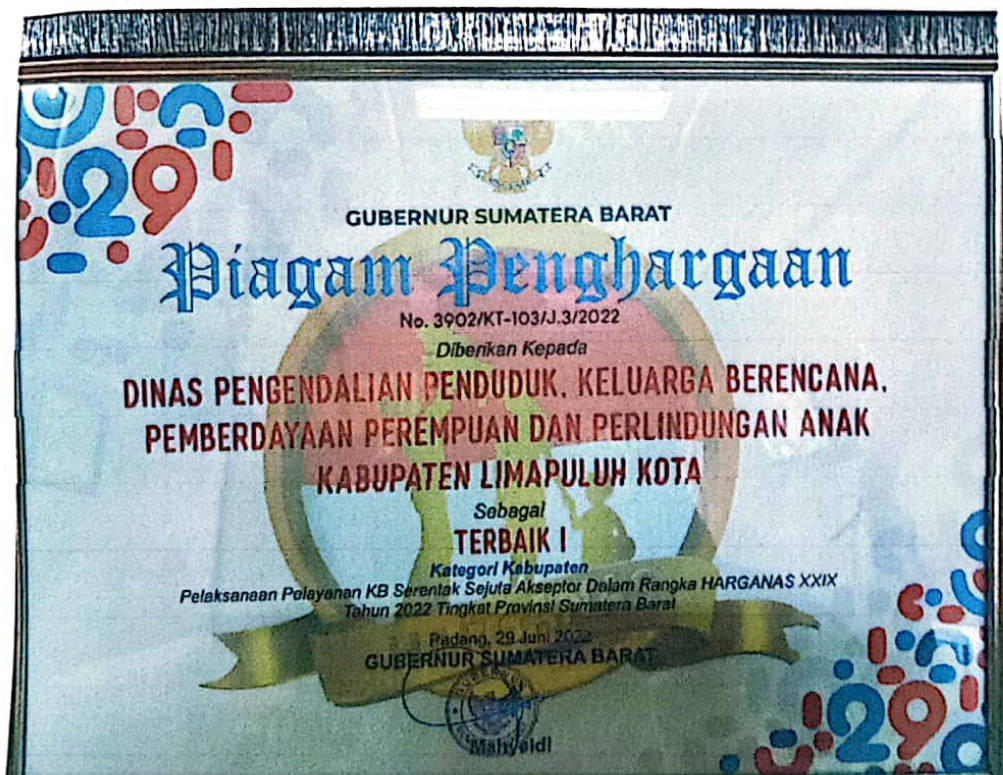 29
GUBERNUR SUMATERA BARAT
Piagam Penghargaan
No. 3902/KT-103/J.3/2022
Diberikan Kepada
DINAS PENGENDALIAN PENDUDUK, KELUARGA BERENCANA,
PEMBERDAYAAN PEREMPUAN DAN PERLINDUNGAN ANAK
KABUPATEN LIMAPULUH KOTA
Sebagai
TERBAIK I
Kategori Kabupaten
Pelaksanaan Pelayanan KB Serentak Sejuta Akseptor Dalam Rangka HARGANAS XXIX
Tahun 2022 Tingkat Provinsi Sumatera Barat
Padang, 29 Juni 2022
GUBERNUR SUMATERA BARAT
Mahyeldi
29